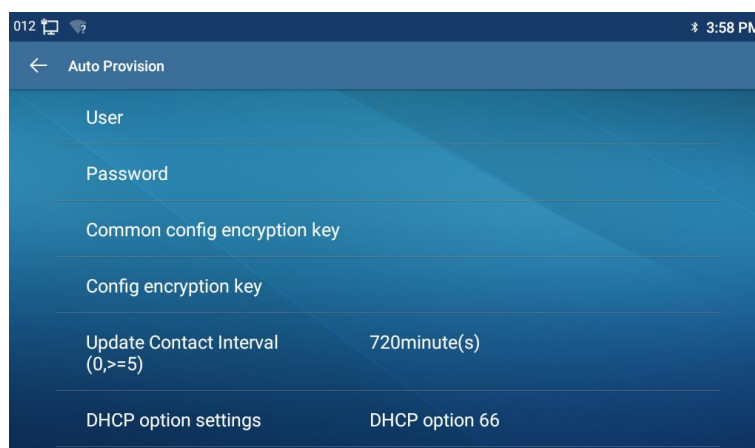 012 ? 3:58 PM
Auto Provision
User
Password
Common config encryption key
Config encryption key
Update Contact Interval 720minute(s)
(0,>=5)
DHCP option settings DHCP option 66